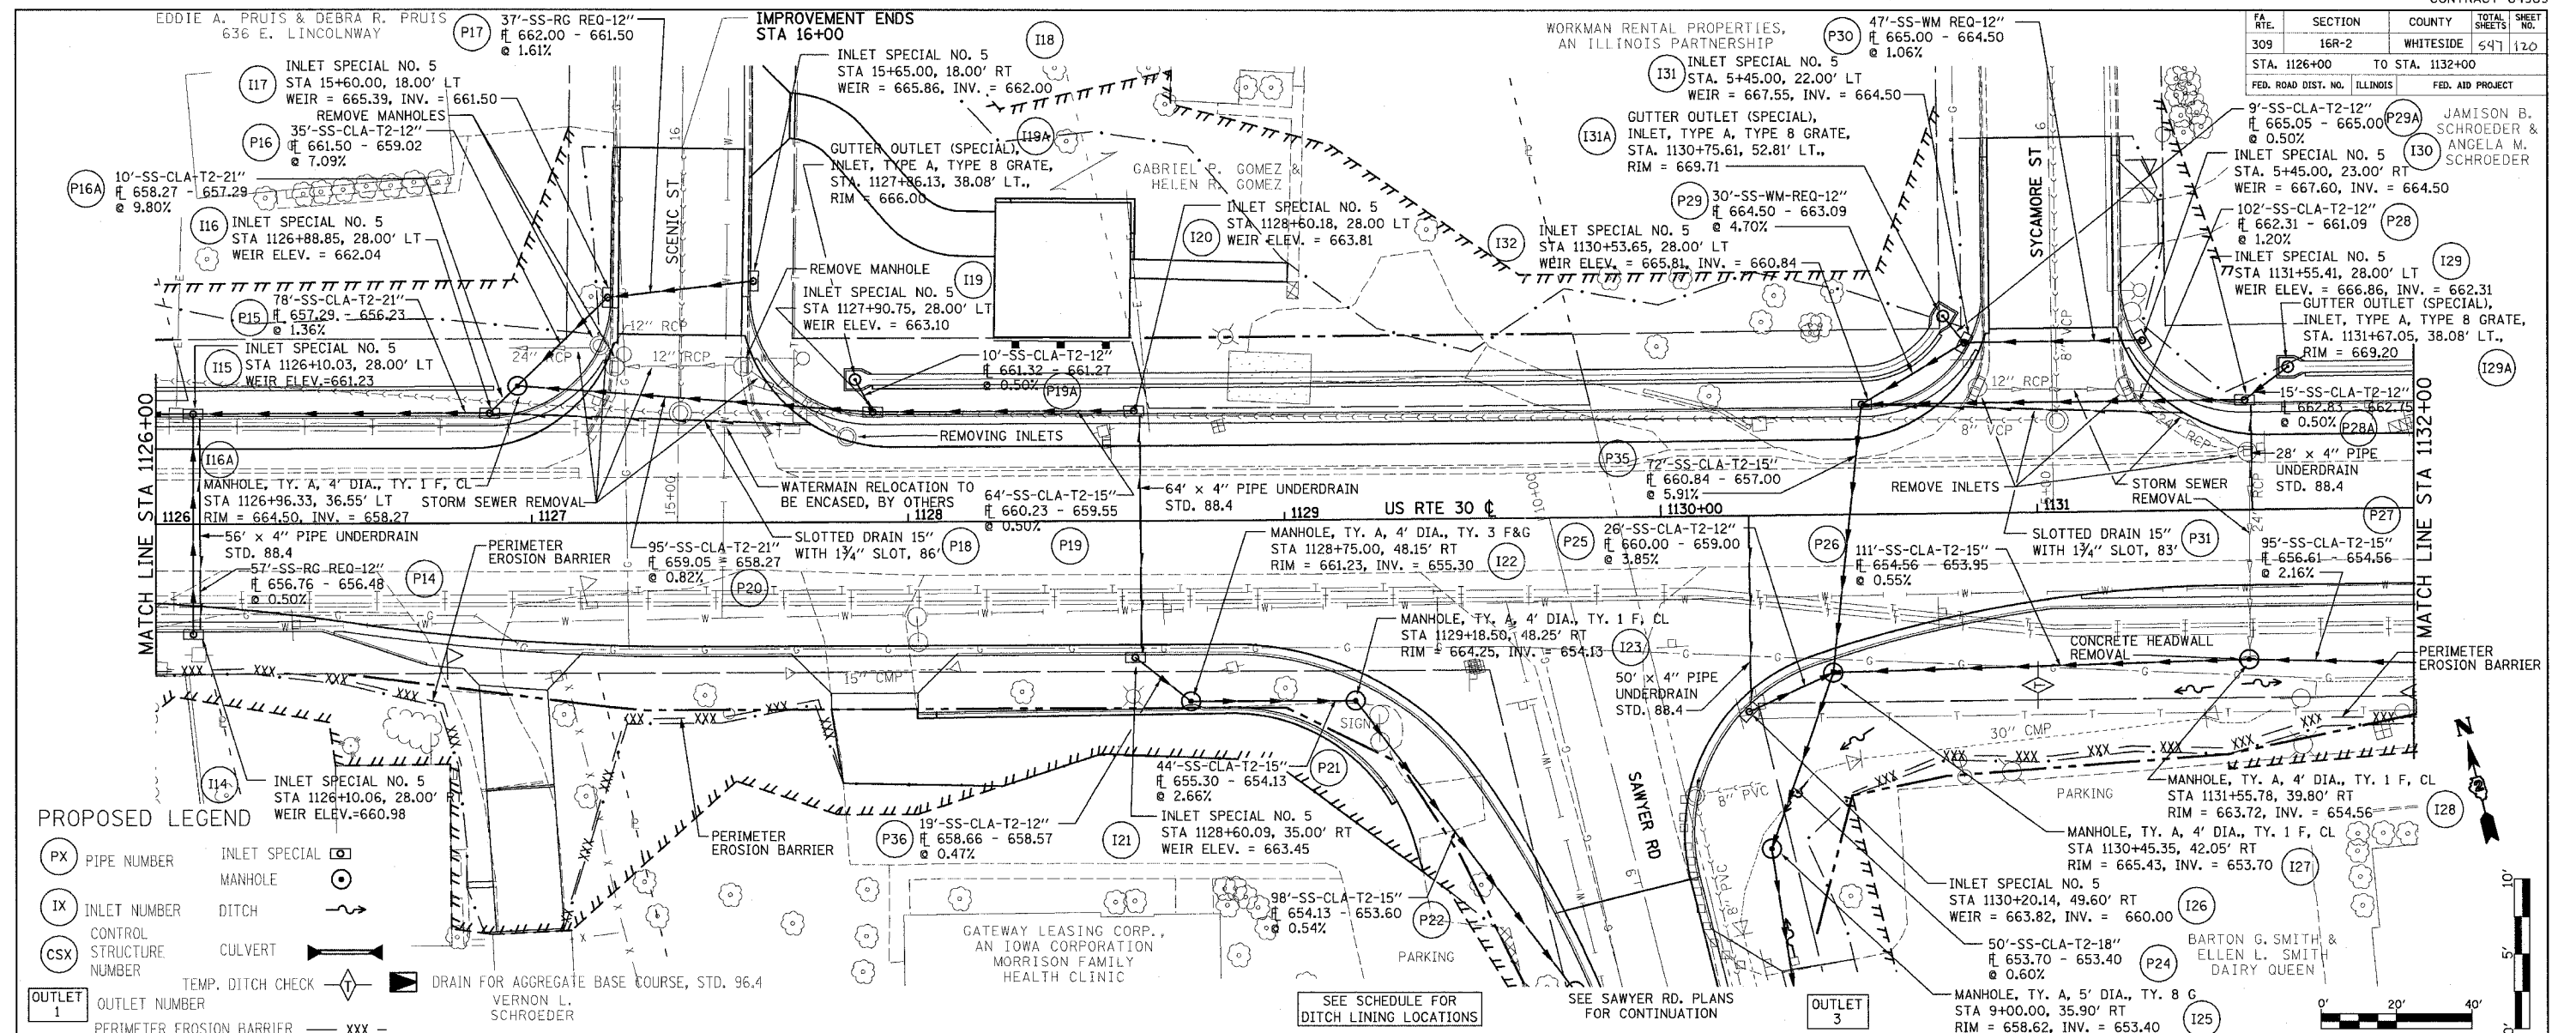 EDDIE A. PRUIS & DEBRA R. PRUIS
636 E. LINCOLNWAY
P17
37'-SS-RG REQ-12"
FL 662.00 - 661.50
@ 1.61%
IMPROVEMENT ENDS
STA 16+00
I18
INLET SPECIAL NO. 5
STA 15+65.00, 18.00' RT
WEIR = 665.86, INV. = 662.00
I17
INLET SPECIAL NO. 5
STA 15+60.00, 18.00' LT
WEIR = 665.39, INV. = 661.50
REMOVE MANHOLES
P16
35'-SS-CLA-T2-12"
FL 661.50 - 659.02
@ 7.09%
P16A
10'-SS-CLA-T2-21"
FL 658.27 - 657.29
@ 9.80%
I16
INLET SPECIAL NO. 5
STA 1126+88.85, 28.00' LT
WEIR ELEV. = 662.04
P15
78'-SS-CLA-T2-21"
FL 657.29 - 656.23
@ 1.36%
I15
INLET SPECIAL NO. 5
STA 1126+10.03, 28.00' LT
WEIR ELEV.=661.23
SCENIC ST
16
I19A
GUTTER OUTLET (SPECIAL),
INLET, TYPE A, TYPE 8 GRATE,
STA. 1127+86.13, 38.08' LT.,
RIM = 666.00
GABRIEL P. GOMEZ &
HELEN R. GOMEZ
REMOVE MANHOLE
I19
INLET SPECIAL NO. 5
STA 1127+90.75, 28.00' LT
WEIR ELEV. = 663.10
I20
INLET SPECIAL NO. 5
STA 1128+60.18, 28.00 LT
WEIR ELEV. = 663.81
10'-SS-CLA-T2-12"
FL 661.32 - 661.27
@ 0.50%
P19A
WORKMAN RENTAL PROPERTIES,
AN ILLINOIS PARTNERSHIP
P30
47'-SS-WM REQ-12"
FL 665.00 - 664.50
@ 1.06%
I31
INLET SPECIAL NO. 5
STA. 5+45.00, 22.00' LT
WEIR = 667.55, INV. = 664.50
I31A
GUTTER OUTLET (SPECIAL),
INLET, TYPE A, TYPE 8 GRATE,
STA. 1130+75.61, 52.81' LT.,
RIM = 669.71
P29
30'-SS-WM-REQ-12"
FL 664.50 - 663.09
@ 4.70%
I32
INLET SPECIAL NO. 5
STA 1130+53.65, 28.00' LT
WEIR ELEV. = 665.81, INV. = 660.84
SYCAMORE ST
6
FA RTE.
SECTION
COUNTY
TOTAL SHEETS
SHEET NO.
309
16R-2
WHITESIDE
547
120
STA. 1126+00 TO STA. 1132+00
FED. ROAD DIST. NO.
ILLINOIS
FED. AID PROJECT
9'-SS-CLA-T2-12"
FL 665.05 - 665.00
@ 0.50%
P29A
JAMISON B.
SCHROEDER &
ANGELA M.
SCHROEDER
I30
INLET SPECIAL NO. 5
STA. 5+45.00, 23.00' RT
WEIR = 667.60, INV. = 664.50
102'-SS-CLA-T2-12"
FL 662.31 - 661.09
@ 1.20%
P28
INLET SPECIAL NO. 5
STA 1131+55.41, 28.00' LT
WEIR ELEV. = 666.86, INV. = 662.31
I29
GUTTER OUTLET (SPECIAL),
INLET, TYPE A, TYPE 8 GRATE,
STA. 1131+67.05, 38.08' LT.,
RIM = 669.20
I29A
15'-SS-CLA-T2-12"
FL 662.83 - 662.75
@ 0.50%
P28A
12" RCP
24" RCP
12" RCP
8" VCP
12" RCP
8" VCP
24" RCP
24" RCP
MATCH LINE STA 1126+00
MATCH LINE STA 1132+00
I16A
MANHOLE, TY. A, 4' DIA., TY. 1 F, CL
STA 1126+96.33, 36.55' LT
RIM = 664.50, INV. = 658.27
STORM SEWER REMOVAL
15+00
REMOVING INLETS
WATERMAIN RELOCATION TO
BE ENCASED, BY OTHERS
64'-SS-CLA-T2-15"
FL 660.23 - 659.55
@ 0.50%
P19
64' x 4" PIPE UNDERDRAIN
STD. 88.4
P35
72'-SS-CLA-T2-15"
FL 660.84 - 657.00
@ 5.91%
REMOVE INLETS
STORM SEWER
REMOVAL
28' x 4" PIPE
UNDERDRAIN
STD. 88.4
1126
1127
1128
1129
US RTE 30 ℄
1130+00
1131
10+00
56' x 4" PIPE UNDERDRAIN
STD. 88.4
57'-SS-RG REQ-12"
FL 656.76 - 656.48
@ 0.50%
P14
PERIMETER
EROSION BARRIER
95'-SS-CLA-T2-21"
FL 659.05 - 658.27
@ 0.82%
P20
SLOTTED DRAIN 15"
WITH 1¾" SLOT, 86'
P18
MANHOLE, TY. A, 4' DIA., TY. 3 F&G
STA 1128+75.00, 48.15' RT
RIM = 661.23, INV. = 655.30
I22
P25
26'-SS-CLA-T2-12"
FL 660.00 - 659.00
@ 3.85%
P26
111'-SS-CLA-T2-15"
FL 654.56 - 653.95
@ 0.55%
SLOTTED DRAIN 15"
WITH 1¾" SLOT, 83'
P31
P27
95'-SS-CLA-T2-15"
FL 656.61 - 654.56
@ 2.16%
MANHOLE, TY. A, 4' DIA., TY. 1 F, CL
STA 1129+18.50, 48.25' RT
RIM = 664.25, INV. = 654.13
I23
50' x 4" PIPE
UNDERDRAIN
STD. 88.4
CONCRETE HEADWALL
REMOVAL
PERIMETER
EROSION BARRIER
15" CMP
SIGN
30" CMP
8" PVC
8" PVC
PARKING
SAWYER RD
I14
INLET SPECIAL NO. 5
STA 1126+10.06, 28.00'
WEIR ELEV.=660.98
PERIMETER
EROSION BARRIER
44'-SS-CLA-T2-15"
FL 655.30 - 654.13
@ 2.66%
P21
P36
19'-SS-CLA-T2-12"
FL 658.66 - 658.57
@ 0.47%
I21
INLET SPECIAL NO. 5
STA 1128+60.09, 35.00' RT
WEIR ELEV. = 663.45
98'-SS-CLA-T2-15"
FL 654.13 - 653.60
@ 0.54%
P22
PARKING
GATEWAY LEASING CORP.,
AN IOWA CORPORATION
MORRISON FAMILY
HEALTH CLINIC
MANHOLE, TY. A, 4' DIA., TY. 1 F, CL
STA 1131+55.78, 39.80' RT
RIM = 663.72, INV. = 654.56
I28
MANHOLE, TY. A, 4' DIA., TY. 1 F, CL
STA 1130+45.35, 42.05' RT
RIM = 665.43, INV. = 653.70
I27
INLET SPECIAL NO. 5
STA 1130+20.14, 49.60' RT
WEIR = 663.82, INV. = 660.00
I26
50'-SS-CLA-T2-18"
FL 653.70 - 653.40
@ 0.60%
P24
BARTON G. SMITH &
ELLEN L. SMITH
DAIRY QUEEN
MANHOLE, TY. A, 5' DIA., TY. 8 G
STA 9+00.00, 35.90' RT
RIM = 658.62, INV. = 653.40
I25
N
PROPOSED LEGEND
PX PIPE NUMBER
INLET SPECIAL
MANHOLE
IX INLET NUMBER
DITCH
CSX CONTROL STRUCTURE NUMBER
CULVERT
TEMP. DITCH CHECK
T
DRAIN FOR AGGREGATE BASE COURSE, STD. 96.4
OUTLET 1
OUTLET NUMBER
PERIMETER EROSION BARRIER XXX
VERNON L.
SCHROEDER
SEE SCHEDULE FOR
DITCH LINING LOCATIONS
SEE SAWYER RD. PLANS
FOR CONTINUATION
OUTLET
3
0' 20' 40'
10'
5'